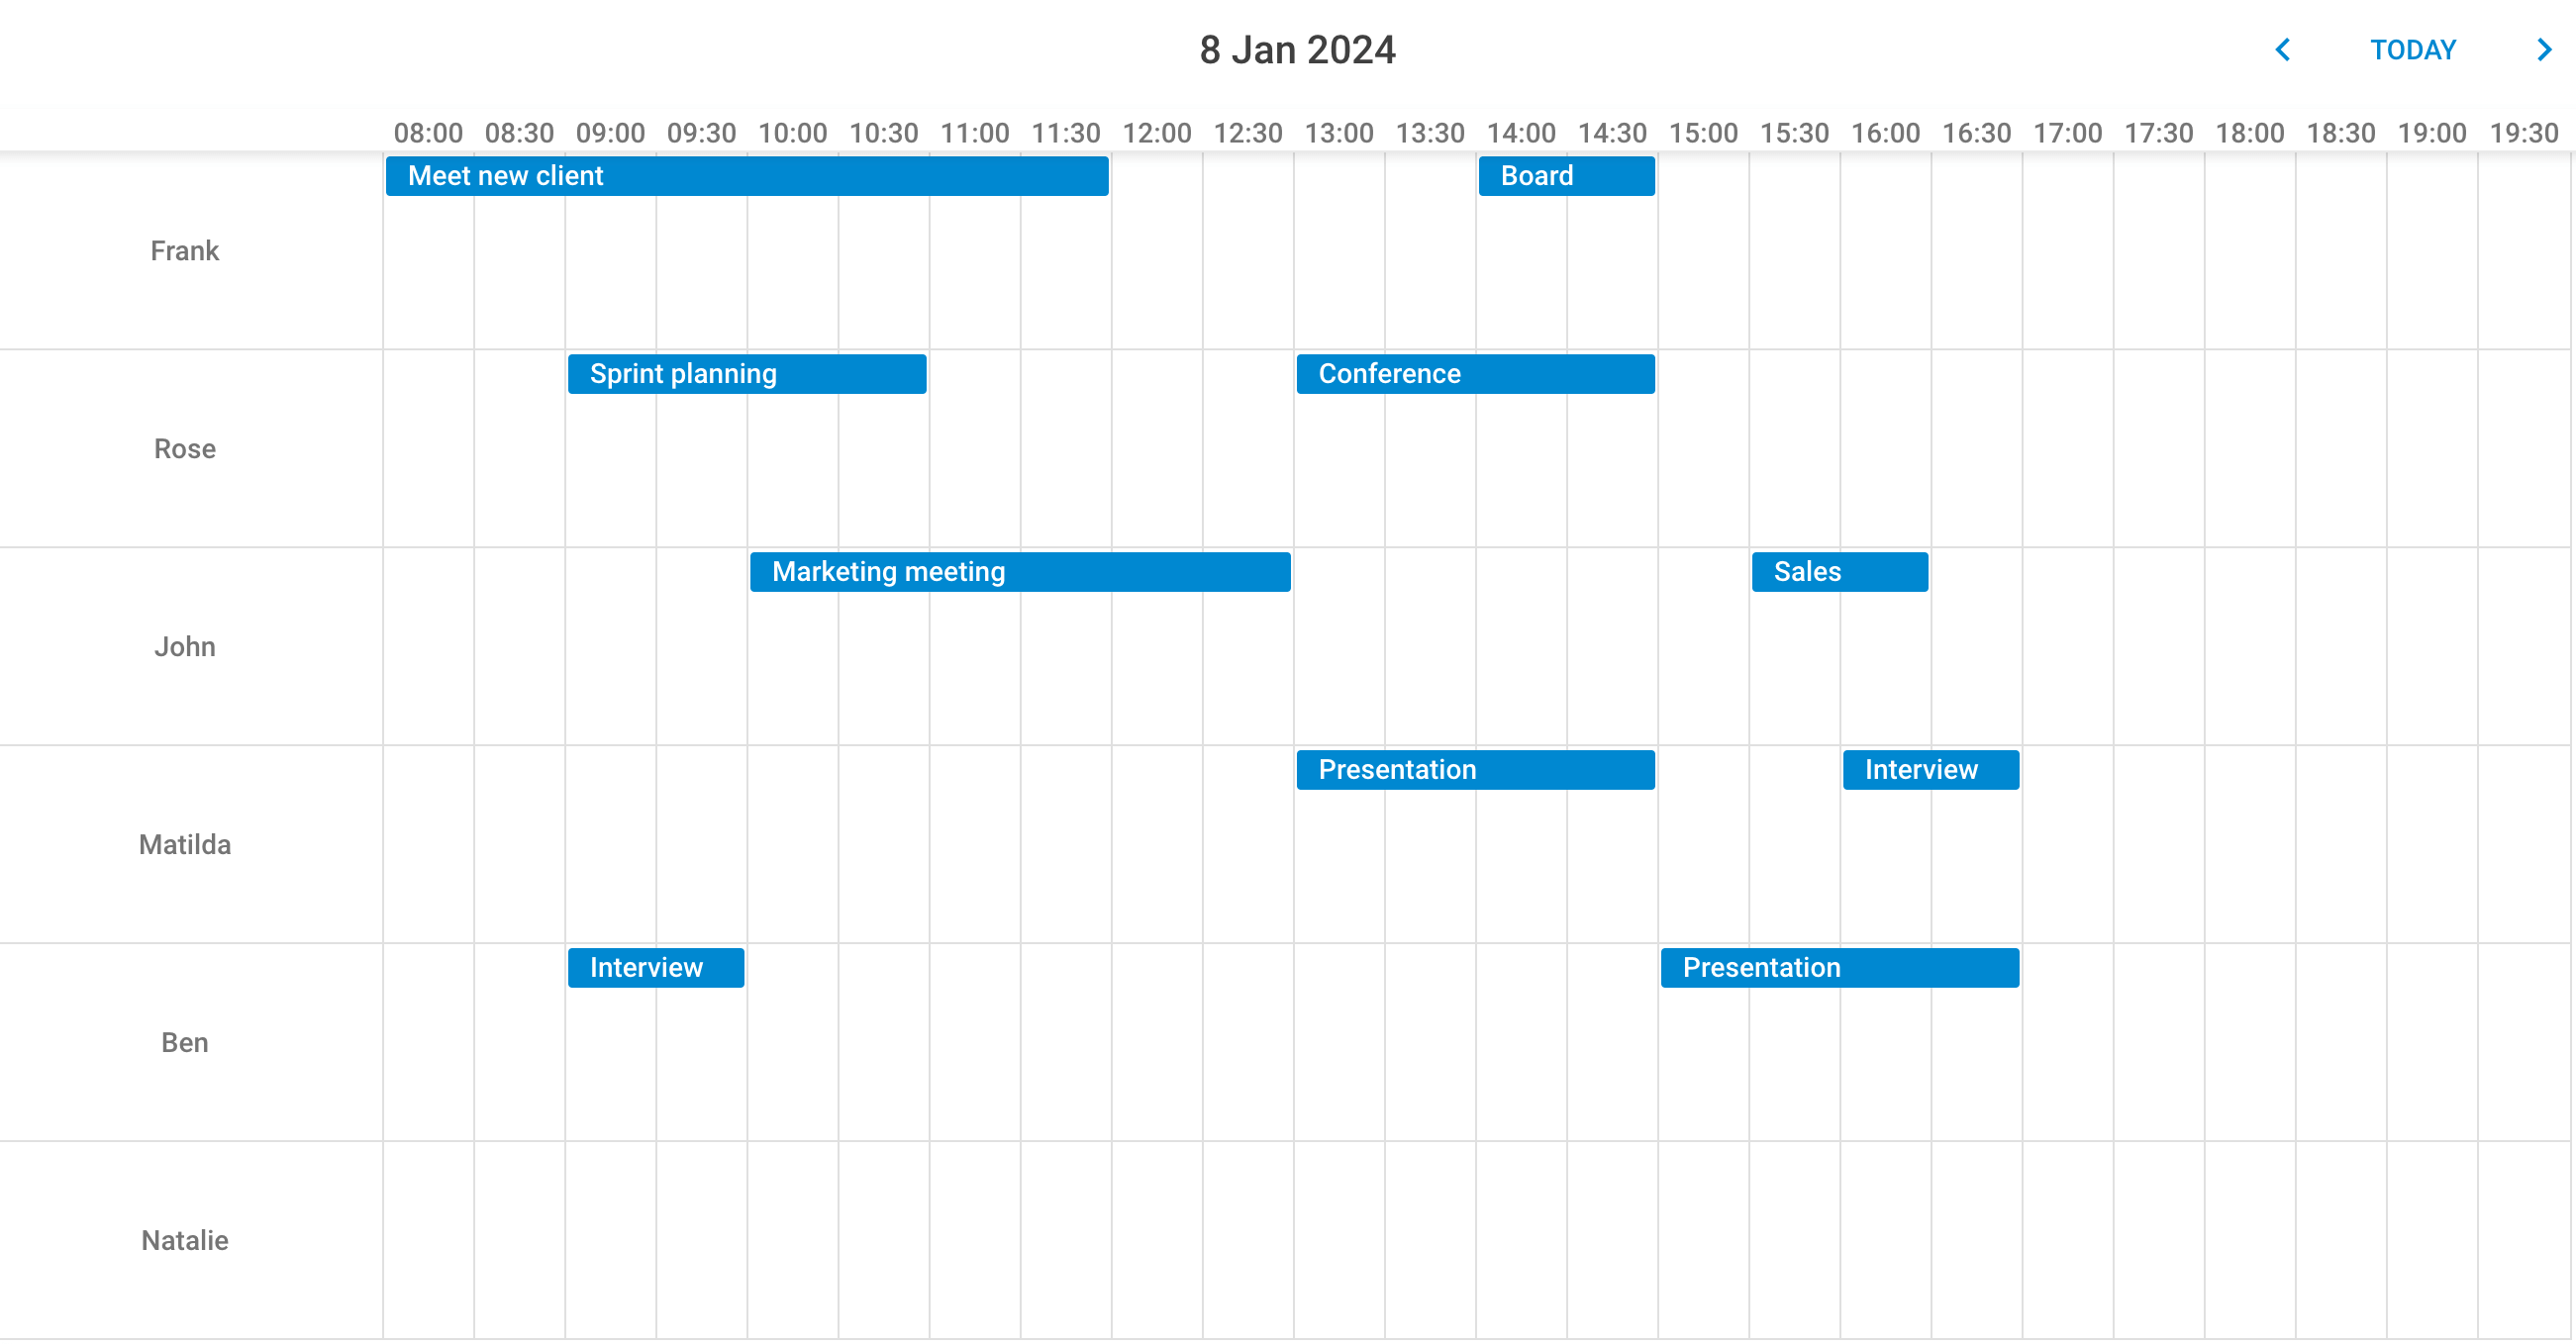 8 Jan 2024
TODAY
08:00 08:30 09:00 09:30 10:00 10:30 11:00 11:30 12:00 12:30 13:00 13:30 14:00 14:30 15:00 15:30 16:00 16:30 17:00 17:30 18:00 18:30 19:00 19:30
Meet new client
Board
Frank
Sprint planning
Conference
Rose
Marketing meeting
Sales
John
Presentation
Interview
Matilda
Interview
Presentation
Ben
Natalie